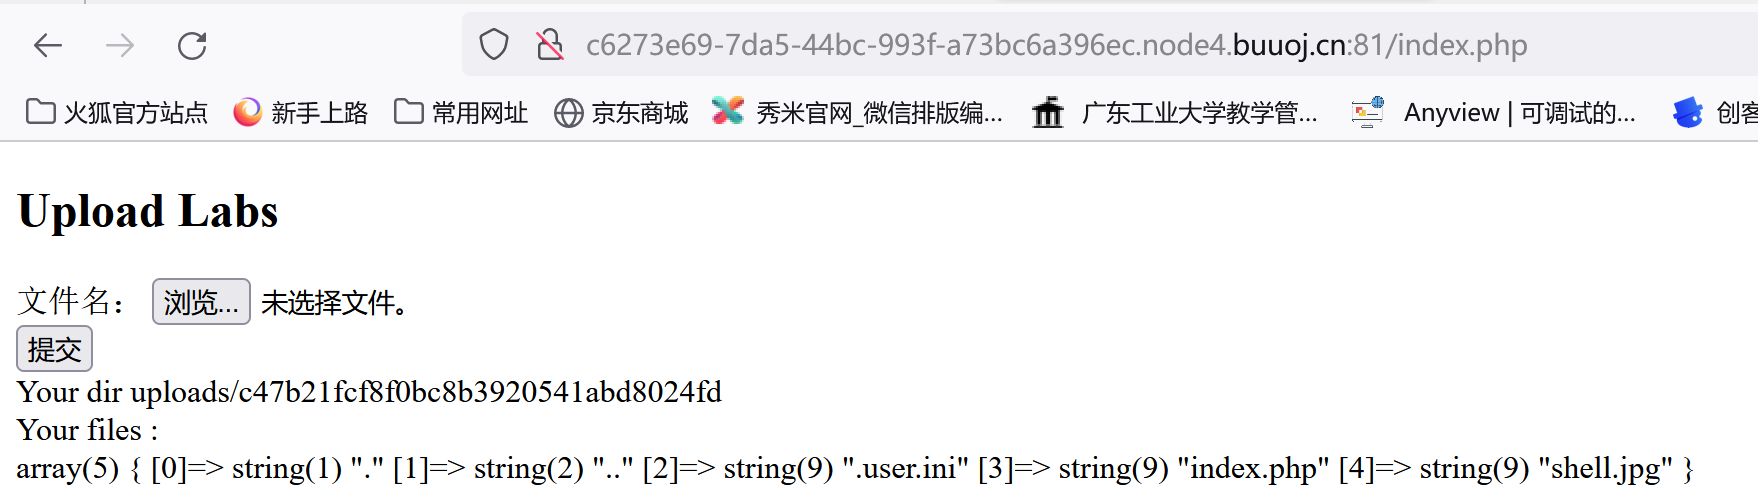 c6273e69-7da5-44bc-993f-a73bc6a396ec.node4.buuoj.cn:81/index.php
火狐官方站点 新手上路 常用网址 京东商城 秀米官网_微信排版编... 广东工业大学教学管... Anyview | 可调试的... 创客
Upload Labs
文件名： 浏览... 未选择文件。
提交
Your dir uploads/c47b21fcf8f0bc8b3920541abd8024fd
Your files :
array(5) { [0]=> string(1) "." [1]=> string(2) ".." [2]=> string(9) ".user.ini" [3]=> string(9) "index.php" [4]=> string(9) "shell.jpg" }